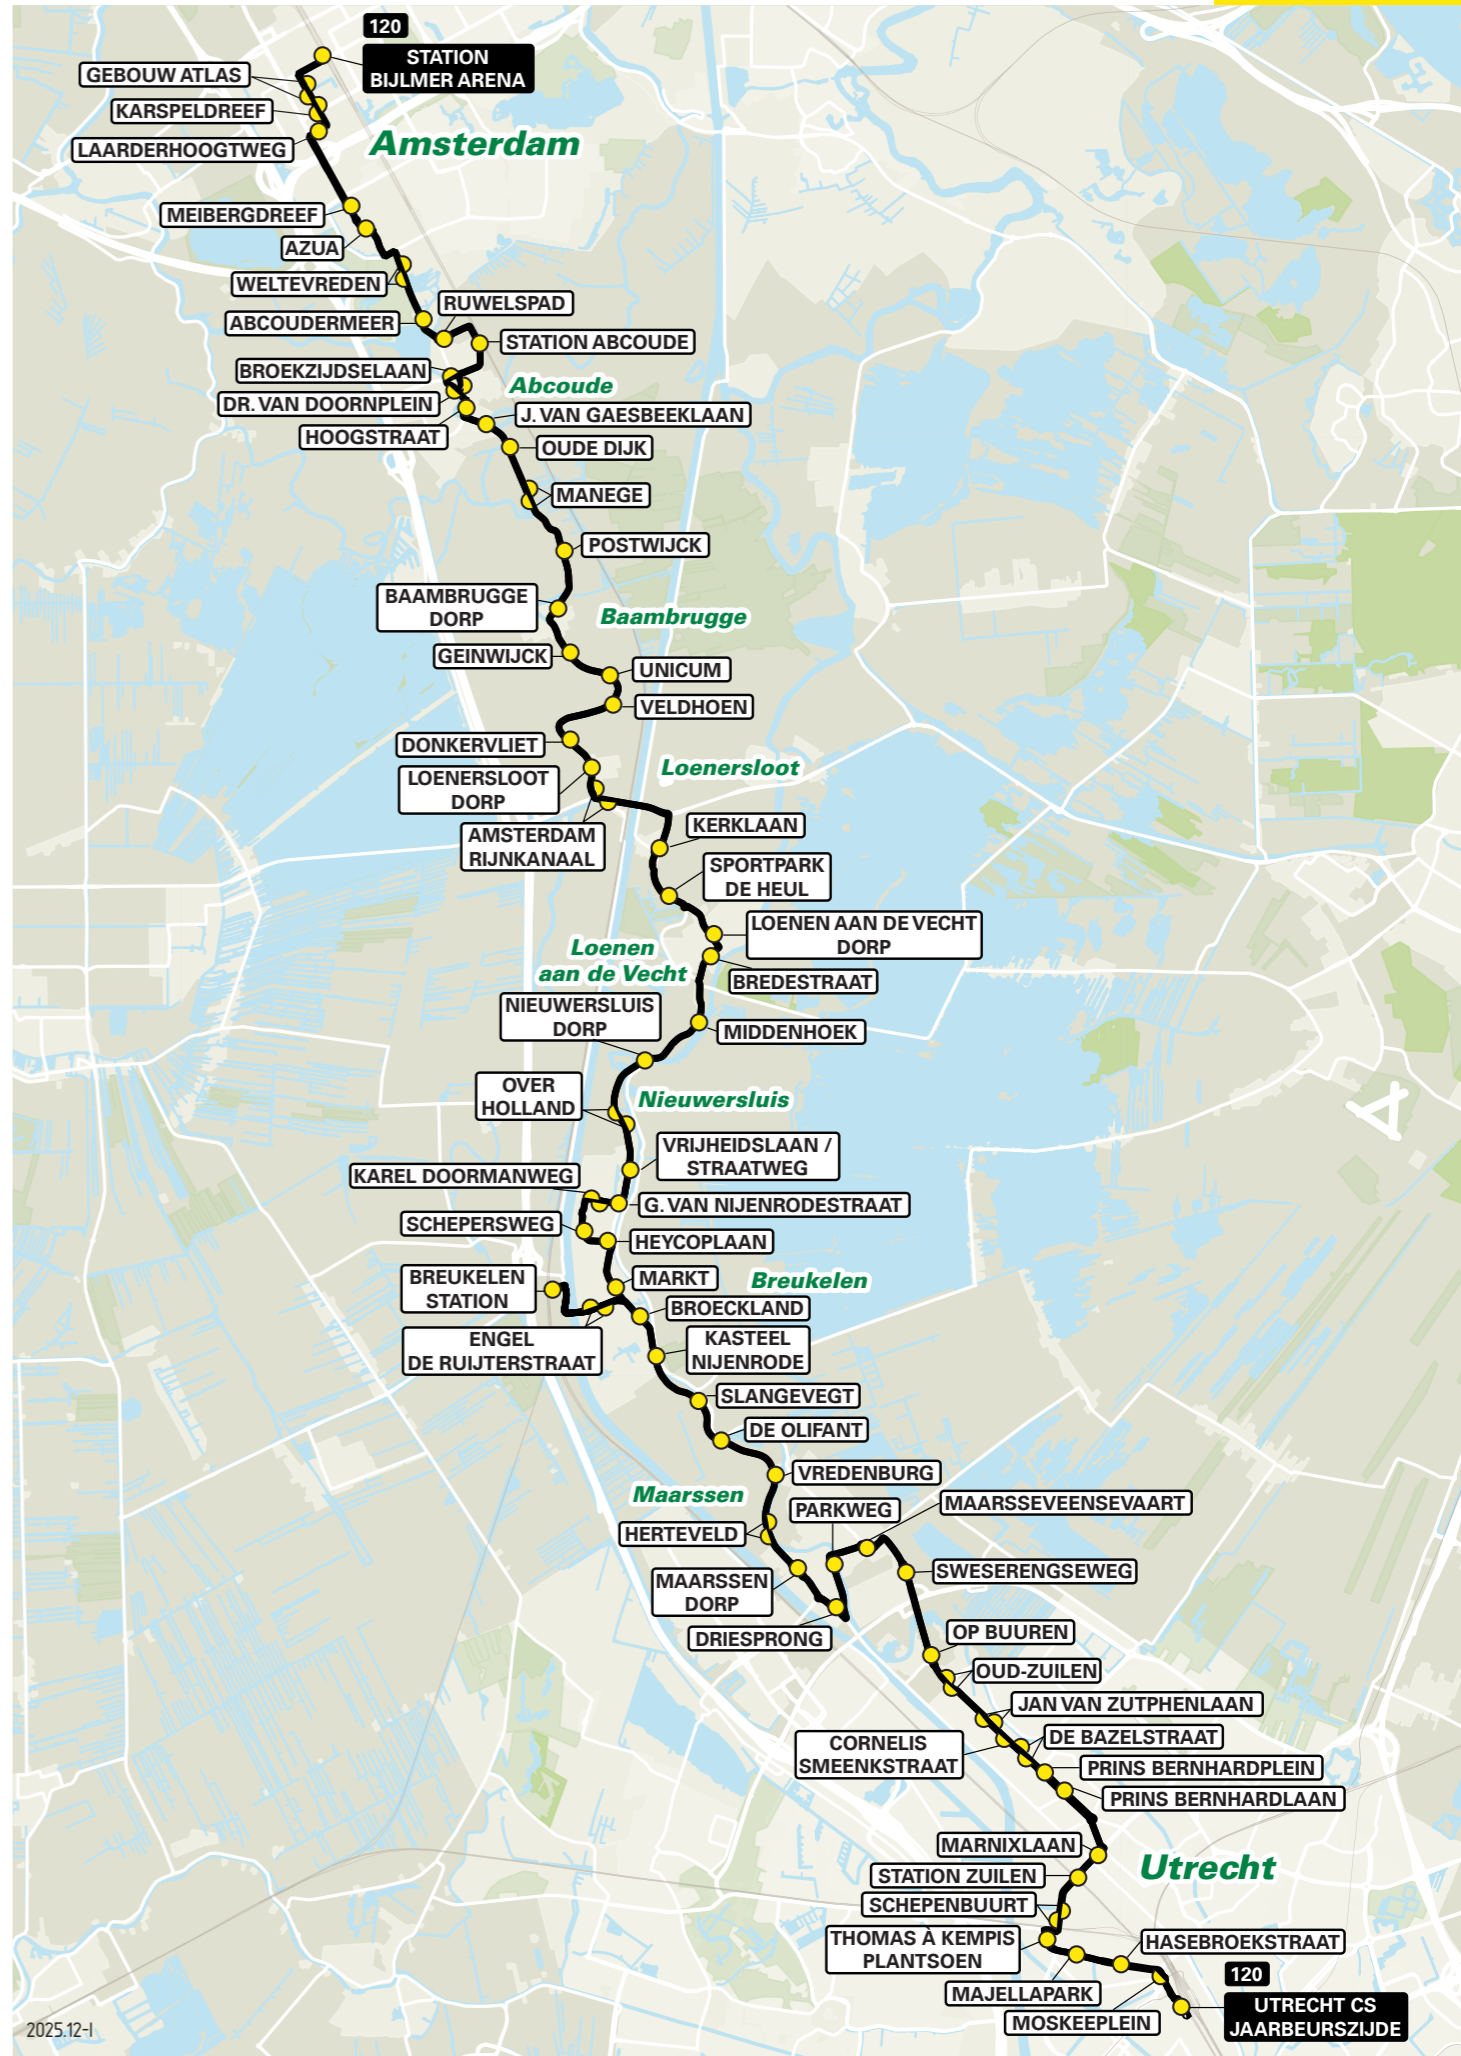 120
STATION
BIJLMER ARENA
GEBOUW ATLAS
KARSPELDREEF
LAARDERHOOGTWEG
Amsterdam
MEIBERGDREEF
AZUA
WELTEVREDEN
RUWELSPAD
ABCOUDERMEER
STATION ABCOUDE
BROEKZIJDSELAAN
Abcoude
DR. VAN DOORNPLEIN
J. VAN GAESBEEKLAAN
HOOGSTRAAT
OUDE DIJK
MANEGE
POSTWIJCK
BAAMBRUGGE
DORP
Baambrugge
GEINWIJCK
UNICUM
VELDHOEN
DONKERVLIET
Loenersloot
LOENERSLOOT
DORP
AMSTERDAM
RIJNKANAAL
KERKLAAN
SPORTPARK
DE HEUL
LOENEN AAN DE VECHT
DORP
Loenen
aan de Vecht
BREDESTRAAT
NIEUWERSLUIS
DORP
MIDDENHOEK
OVER
HOLLAND
Nieuwersluis
VRIJHEIDSLAAN /
STRAATWEG
KAREL DOORMANWEG
G. VAN NIJENRODESTRAAT
SCHEPERSWEG
HEYCOPLAAN
BREUKELEN
STATION
MARKT
Breukelen
BROECKLAND
ENGEL
DE RUIJTERSTRAAT
KASTEEL
NIJENRODE
SLANGEVEGT
DE OLIFANT
VREDENBURG
Maarssen
PARKWEG
MAARSSEVEENSEVAART
HERTEVELD
SWESERENGSEWEG
MAARSSEN
DORP
DRIESPRONG
OP BUUREN
OUD-ZUILEN
JAN VAN ZUTPHENLAAN
CORNELIS
SMEENKSTRAAT
DE BAZELSTRAAT
PRINS BERNHARDPLEIN
PRINS BERNHARDLAAN
MARNIXLAAN
Utrecht
STATION ZUILEN
SCHEPENBUURT
THOMAS À KEMPIS
PLANTSOEN
HASEBROEKSTRAAT
MAJELLAPARK
MOSKEEPLEIN
120
UTRECHT CS
JAARBEURSZIJDE
2025.12-I